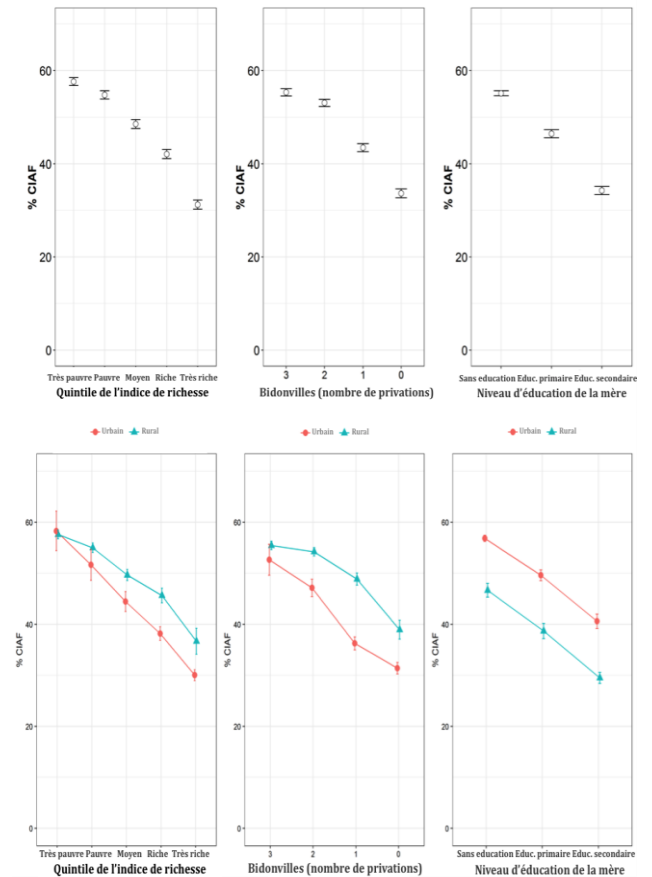 60
40
20
0
% CIAF
Très pauvre Pauvre Moyen Riche Très riche
Quintile de l'indice de richesse
60
40
20
0
% CIAF
3 2 1 0
Bidonvilles (nombre de privations)
60
40
20
0
% CIAF
Sans education Educ. primaire Educ. secondaire
Niveau d'éducation de la mère
Urbain Rural
60
40
20
0
% CIAF
Très pauvre Pauvre Moyen Riche Très riche
Quintile de l'indice de richesse
Urbain Rural
60
40
20
0
% CIAF
3 2 1 0
Bidonvilles (nombre de privations)
Urbain Rural
60
40
20
0
% CIAF
Sans education Educ. primaire Educ. secondaire
Niveau d'éducation de la mère